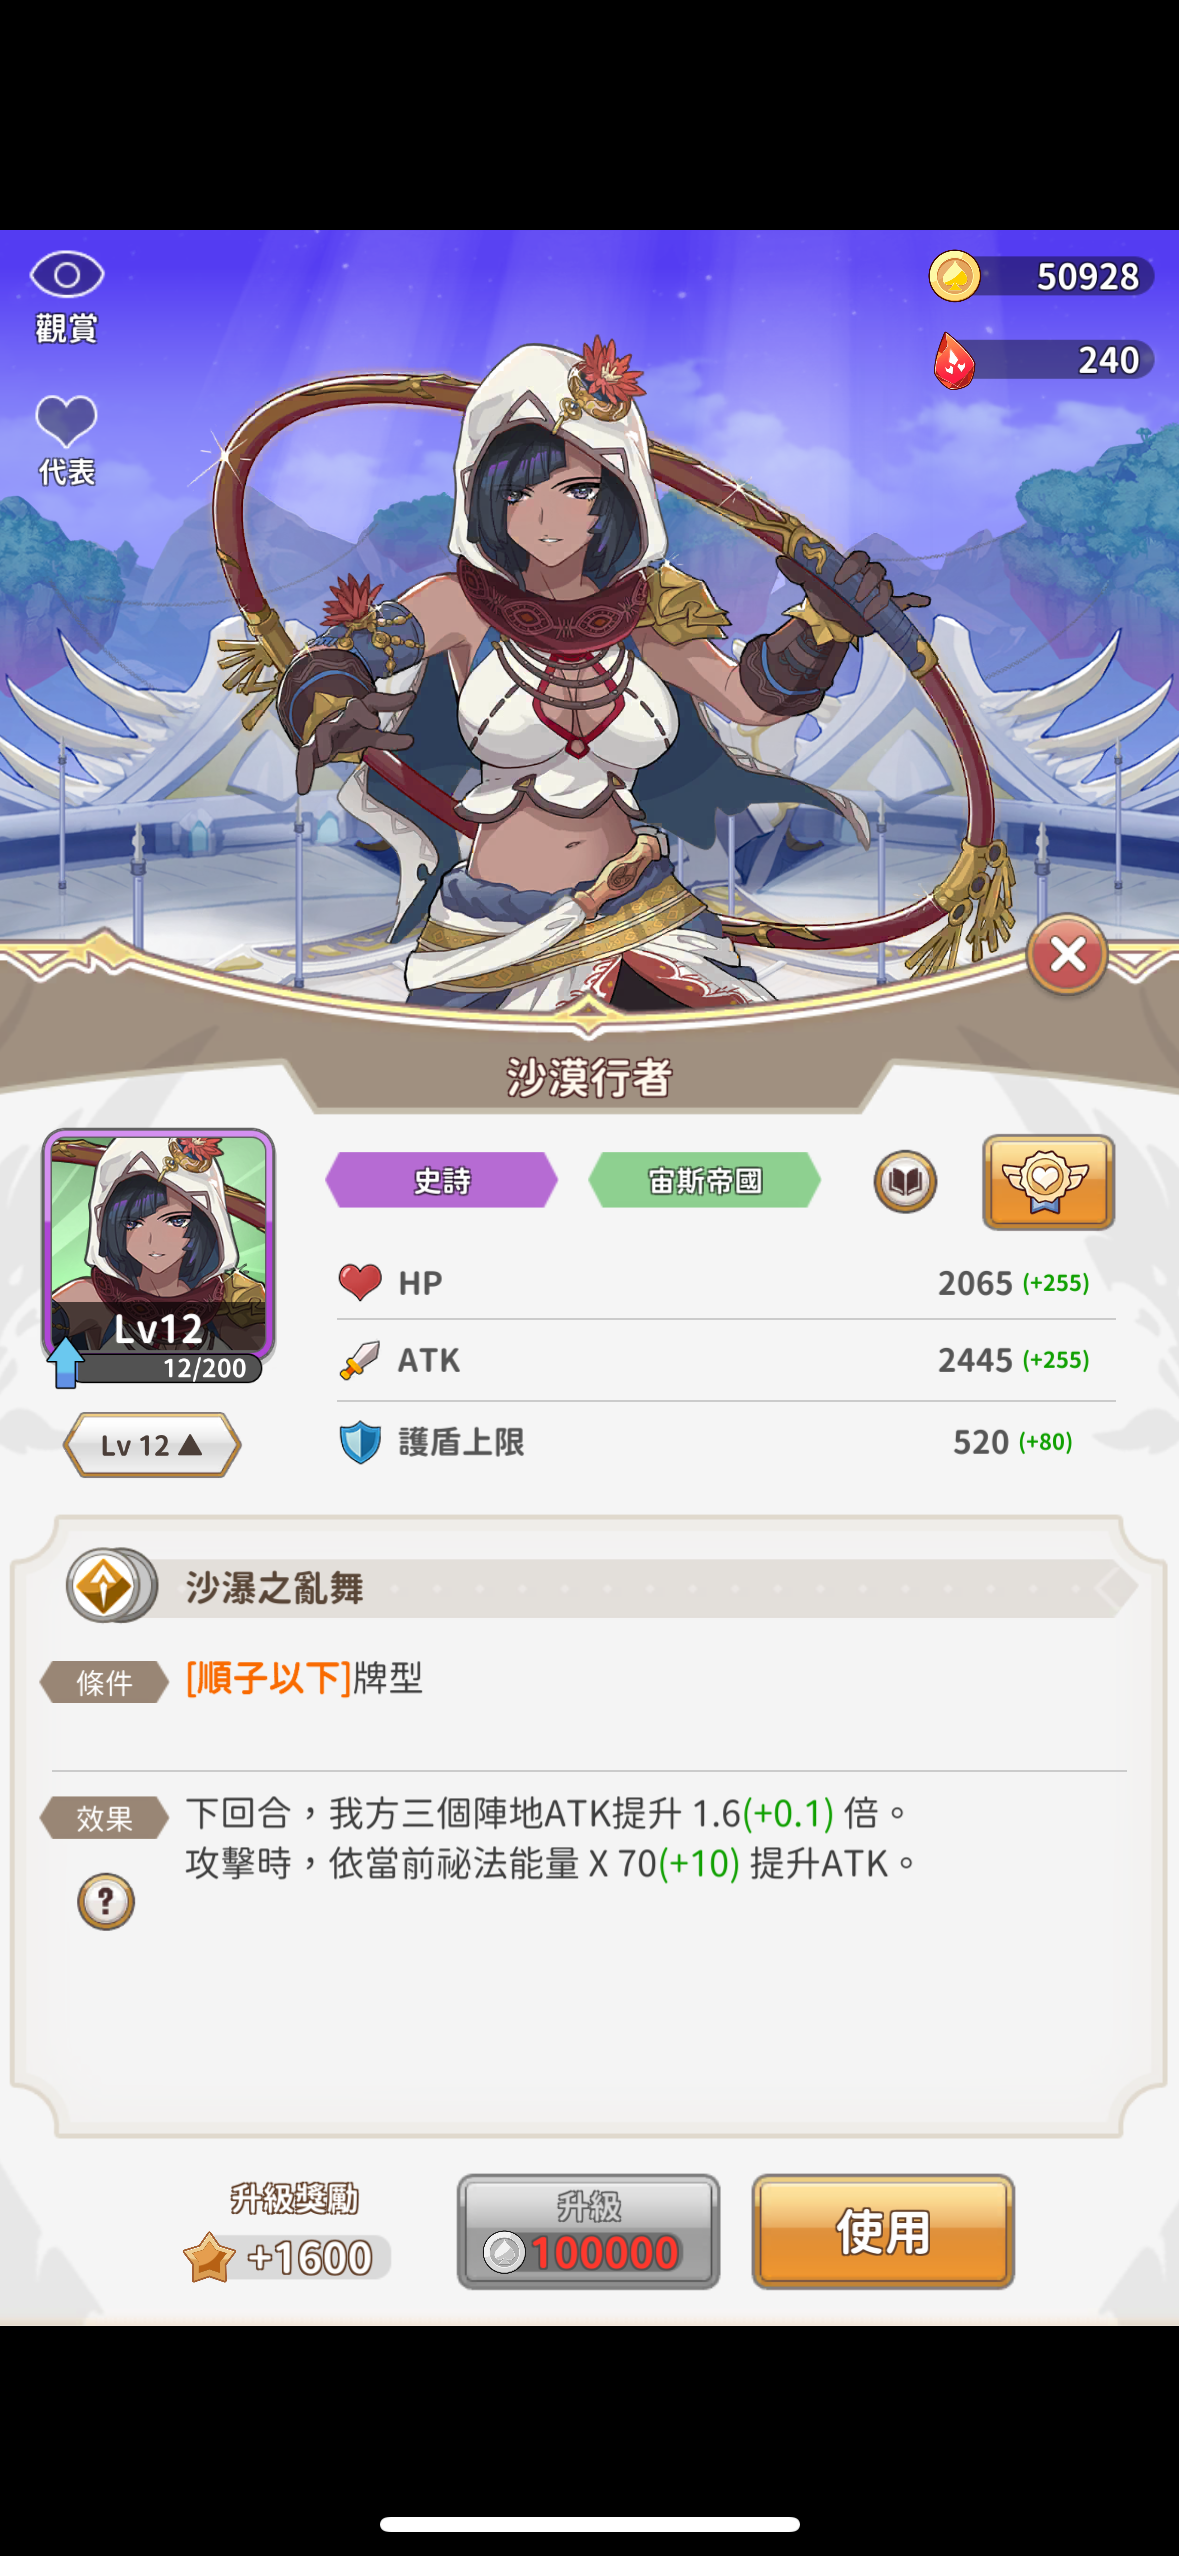 觀賞
50928
240
代表
沙漠行者
史詩
宙斯帝國
HP
2065 (+255)
Lv12
12/200
ATK
2445 (+255)
Lv 12 ▲
護盾上限
520 (+80)
沙瀑之亂舞
條件
[順子以下]牌型
效果
下回合，我方三個陣地ATK提升 1.6(+0.1) 倍。
攻擊時，依當前祕法能量 X 70(+10) 提升ATK。
?
升級獎勵
+1600
升級
100000
使用